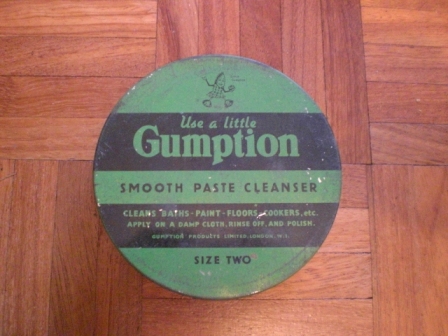 Use a little
Gumption
SMOOTH PASTE CLEANSER
CLEANS BATHS-PAINT-FLOORS, COOKERS, etc.
APPLY ON A DAMP CLOTH, RINSE OFF, AND POLISH.
GUMPTION PRODUCTS LIMITED, LONDON, N.I.
SIZE TWO